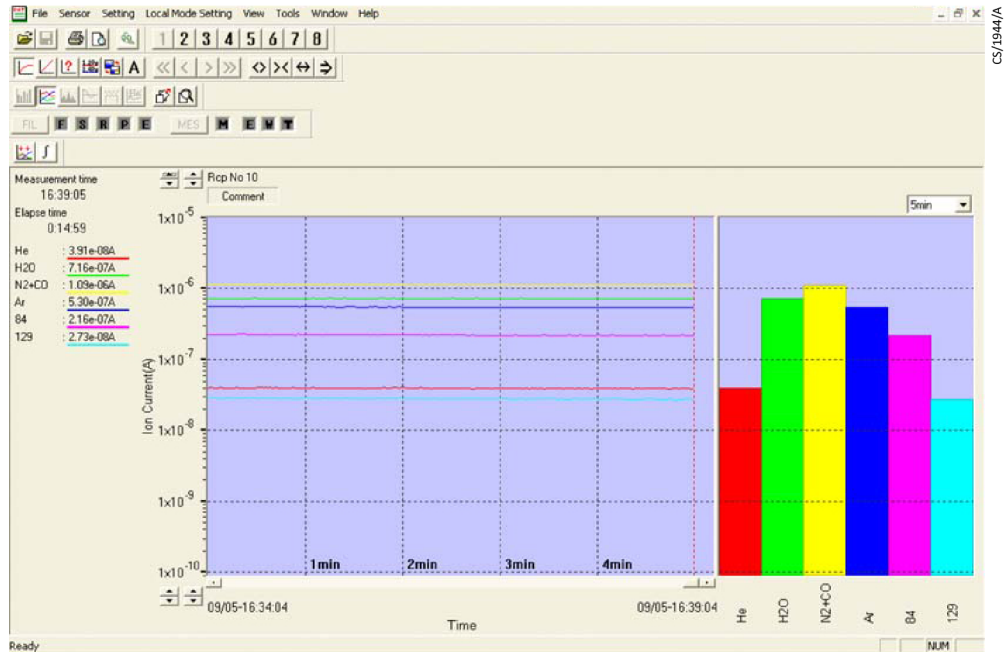 File Sensor Setting Local Mode Setting View Tools Window Help
CS/1944/A
1 2 3 4 5 6 7 8
A
FIL F S R P E MES M E W T
Measurement time
16:39:05
Elapse time
0:14:59
He : 3.91e-08A
H2O : 7.16e-07A
N2+CO : 1.09e-06A
Ar : 5.30e-07A
84 : 2.16e-07A
129 : 2.73e-08A
Rcp No 10
Comment
5min
1x10-5
1x10-6
1x10-7
1x10-8
1x10-9
1x10-10
Ion Current(A)
1min 2min 3min 4min
09/05-16:34:04 09/05-16:39:04
Time
He H2O N2+CO Ar 84 129
Ready NUM